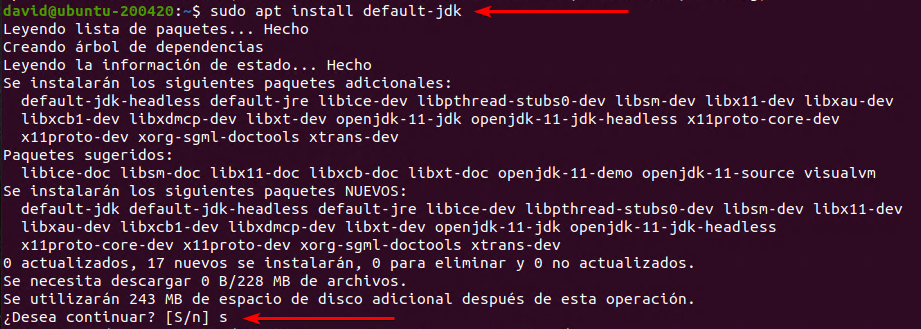 david@ubuntu-200420:~$ sudo apt install default-jdk
Leyendo lista de paquetes... Hecho
Creando árbol de dependencias
Leyendo la información de estado... Hecho
Se instalarán los siguientes paquetes adicionales:
  default-jdk-headless default-jre libice-dev libpthread-stubs0-dev libsm-dev libx11-dev libxau-dev
  libxcb1-dev libxdmcp-dev libxt-dev openjdk-11-jdk openjdk-11-jdk-headless x11proto-core-dev
  x11proto-dev xorg-sgml-doctools xtrans-dev
Paquetes sugeridos:
  libice-doc libsm-doc libx11-doc libxcb-doc libxt-doc openjdk-11-demo openjdk-11-source visualvm
Se instalarán los siguientes paquetes NUEVOS:
  default-jdk default-jdk-headless default-jre libice-dev libpthread-stubs0-dev libsm-dev libx11-dev
  libxau-dev libxcb1-dev libxdmcp-dev libxt-dev openjdk-11-jdk openjdk-11-jdk-headless
  x11proto-core-dev x11proto-dev xorg-sgml-doctools xtrans-dev
0 actualizados, 17 nuevos se instalarán, 0 para eliminar y 0 no actualizados.
Se necesita descargar 0 B/228 MB de archivos.
Se utilizarán 243 MB de espacio de disco adicional después de esta operación.
¿Desea continuar? [S/n] s